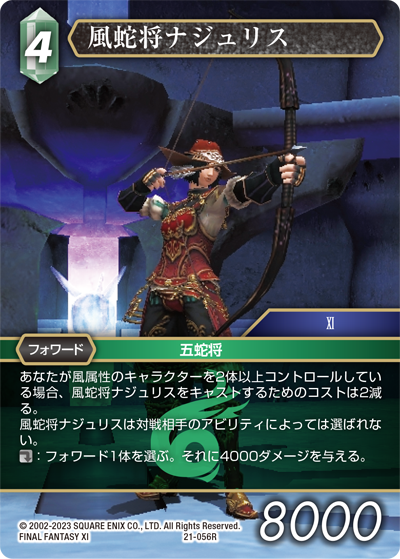 4
風蛇将ナジュリス
XI
フォワード
五蛇将
あなたが風属性のキャラクターを2体以上コントロールしてい
る場合、風蛇将ナジュリスをキャストするためのコストは2減
る。
風蛇将ナジュリスは対戦相手のアビリティによっては選ばれな
い。
：フォワード1体を選ぶ。それに4000ダメージを与える。
© 2002-2023 SQUARE ENIX CO., LTD. All Rights Reserved.
FINAL FANTASY XI
21-056R
8000